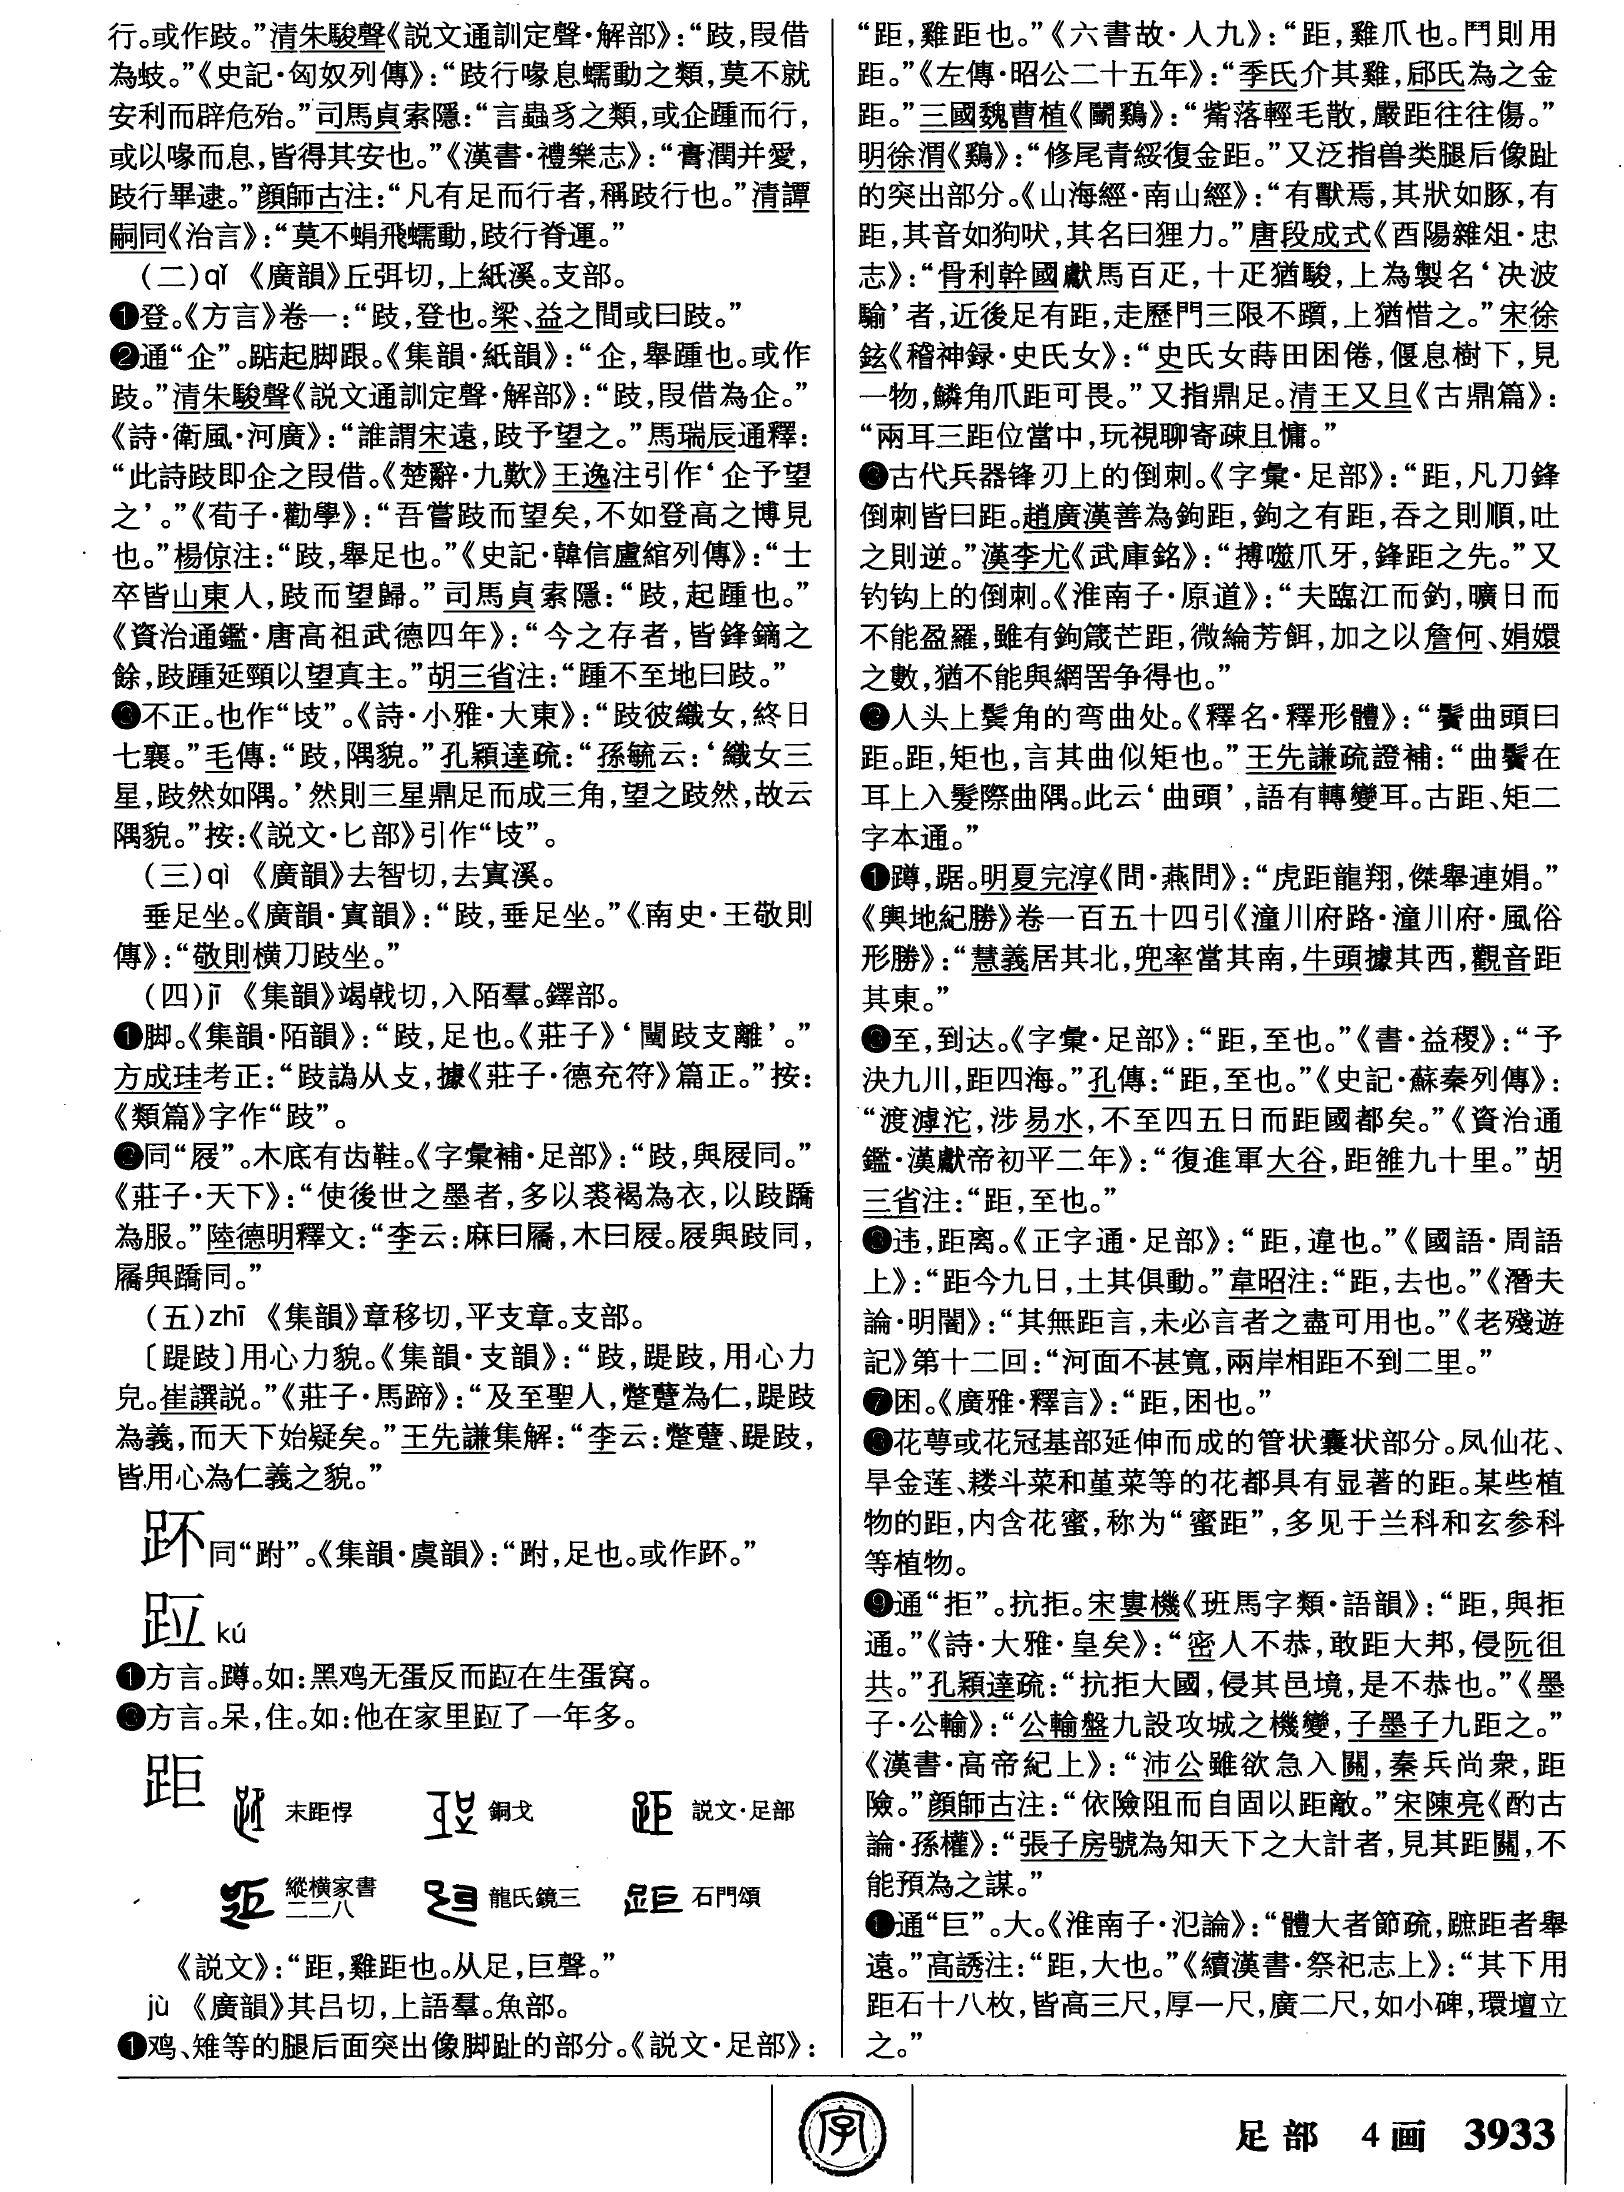 行。或作跂。”清朱駿聲《説文通訓定聲·解部》：“跂，叚借
為蚑。”《史記·匈奴列傳》：“跂行喙息蠕動之類，莫不就
安利而辟危殆。”司馬貞索隱：“言蟲豸之類，或企踵而行，
或以喙而息，皆得其安也。”《漢書·禮樂志》：“膏潤并愛，
跂行畢逮。”顔師古注：“凡有足而行者，稱跂行也。”清譚
嗣同《治言》：“莫不蜎飛蠕動，跂行脊運。”
（二）qǐ 《廣韻》丘弭切，上紙溪。支部。
❶登。《方言》卷一：“跂，登也。梁、益之間或曰跂。”
❷通“企”。踮起脚跟。《集韻·紙韻》：“企，舉踵也。或作
跂。”清朱駿聲《説文通訓定聲·解部》：“跂，叚借為企。”
《詩·衛風·河廣》：“誰謂宋遠，跂予望之。”馬瑞辰通釋：
“此詩跂即企之叚借。《楚辭·九歎》王逸注引作‘企予望
之’。”《荀子·勸學》：“吾嘗跂而望矣，不如登高之博見
也。”楊倞注：“跂，舉足也。”《史記·韓信盧綰列傳》：“士
卒皆山東人，跂而望歸。”司馬貞索隱：“跂，起踵也。”
《資治通鑑·唐高祖武德四年》：“今之存者，皆鋒鏑之
餘，跂踵延頸以望真主。”胡三省注：“踵不至地曰跂。”
❸不正。也作“𠤗”。《詩·小雅·大東》：“跂彼織女，終日
七襄。”毛傳：“跂，隅貌。”孔穎達疏：“孫毓云：‘織女三
星，跂然如隅。’然則三星鼎足而成三角，望之跂然，故云
隅貌。”按：《説文·匕部》引作“𠤗”。
（三）qì 《廣韻》去智切，去寘溪。
垂足坐。《廣韻·寘韻》：“跂，垂足坐。”《南史·王敬則
傳》：“敬則横刀跂坐。”
（四）jī 《集韻》竭戟切，入陌羣。鐸部。
❶脚。《集韻·陌韻》：“跂，足也。《莊子》‘闉跂支離’。”
方成珪考正：“跂譌从攴，據《莊子·德充符》篇正。”按：
《類篇》字作“跂”。
❷同“屐”。木底有齿鞋。《字彙補·足部》：“跂，與屐同。”
《莊子·天下》：“使後世之墨者，多以裘褐為衣，以跂蹻
為服。”陸德明釋文：“李云：麻曰屩，木曰屐。屐與跂同，
屩與蹻同。”
（五）zhī 《集韻》章移切，平支章。支部。
〔踶跂〕用心力貌。《集韻·支韻》：“跂，踶跂，用心力
皃。崔譔説。”《莊子·馬蹄》：“及至聖人，蹩躠為仁，踶跂
為義，而天下始疑矣。”王先謙集解：“李云：蹩躠、踶跂，
皆用心為仁義之貌。”
䟔同“跗”。《集韻·虞韻》：“跗，足也。或作䟔。”
kú
❶方言。蹲。如：黑鸡无蛋反而在生蛋窝。
❷方言。呆，住。如：他在家里了一年多。
距 末距悍 銅戈 説文·足部
縱横家書二二八 龍氏鏡三 石門頌
《説文》：“距，雞距也。从足，巨聲。”
jù 《廣韻》其吕切，上語羣。魚部。
❶鸡、雉等的腿后面突出像脚趾的部分。《説文·足部》：
“距，雞距也。”《六書故·人九》：“距，雞爪也。鬥則用
距。”《左傳·昭公二十五年》：“季氏介其雞，郈氏為之金
距。”三國魏曹植《鬭鷄》：“觜落輕毛散，嚴距往往傷。”
明徐渭《鷄》：“修尾青綏復金距。”又泛指兽类腿后像趾
的突出部分。《山海經·南山經》：“有獸焉，其狀如豚，有
距，其音如狗吠，其名曰狸力。”唐段成式《酉陽雜俎·忠
志》：“骨利幹國獻馬百疋，十疋猶駿，上為製名‘决波
騟’者，近後足有距，走歷門三限不躓，上猶惜之。”宋徐
鉉《稽神録·史氏女》：“史氏女蒔田困倦，偃息樹下，見
一物，鱗角爪距可畏。”又指鼎足。清王又旦《古鼎篇》：
“兩耳三距位當中，玩視聊寄疎且慵。”
❷古代兵器锋刃上的倒刺。《字彙·足部》：“距，凡刀鋒
倒刺皆曰距。趙廣漢善為鉤距，鉤之有距，吞之則順，吐
之則逆。”漢李尤《武庫銘》：“搏噬爪牙，鋒距之先。”又
钓钩上的倒刺。《淮南子·原道》：“夫臨江而釣，曠日而
不能盈羅，雖有鉤箴芒距，微綸芳餌，加之以詹何、娟嬛
之數，猶不能與網罟争得也。”
❸人头上鬓角的弯曲处。《釋名·釋形體》：“鬢曲頭曰
距。距，矩也，言其曲似矩也。”王先謙疏證補：“曲鬢在
耳上入髮際曲隅。此云‘曲頭’，語有轉變耳。古距、矩二
字本通。”
❹蹲，踞。明夏完淳《問·燕問》：“虎距龍翔，傑舉連娟。”
《輿地紀勝》卷一百五十四引《潼川府路·潼川府·風俗
形勝》：“慧義居其北，兜率當其南，牛頭據其西，觀音距
其東。”
❺至，到达。《字彙·足部》：“距，至也。”《書·益稷》：“予
決九川，距四海。”孔傳：“距，至也。”《史記·蘇秦列傳》：
“渡滹沱，涉易水，不至四五日而距國都矣。”《資治通
鑑·漢獻帝初平二年》：“復進軍大谷，距雒九十里。”胡
三省注：“距，至也。”
❻违，距离。《正字通·足部》：“距，違也。”《國語·周語
上》：“距今九日，土其俱動。”韋昭注：“距，去也。”《潛夫
論·明闇》：“其無距言，未必言者之盡可用也。”《老殘遊
記》第十二回：“河面不甚寬，兩岸相距不到二里。”
❼困。《廣雅·釋言》：“距，困也。”
❽花萼或花冠基部延伸而成的管状囊状部分。凤仙花、
旱金莲、耧斗菜和堇菜等的花都具有显著的距。某些植
物的距，内含花蜜，称为“蜜距”，多见于兰科和玄参科
等植物。
❾通“拒”。抗拒。宋婁機《班馬字類·語韻》：“距，與拒
通。”《詩·大雅·皇矣》：“密人不恭，敢距大邦，侵阮徂
共。”孔穎達疏：“抗拒大國，侵其邑境，是不恭也。”《墨
子·公輸》：“公輸盤九設攻城之機變，子墨子九距之。”
《漢書·高帝紀上》：“沛公雖欲急入關，秦兵尚衆，距
險。”顔師古注：“依險阻而自固以距敵。”宋陳亮《酌古
論·孫權》：“張子房號為知天下之大計者，見其距關，不
能預為之謀。”
❿通“巨”。大。《淮南子·氾論》：“體大者節疏，蹠距者舉
遠。”高誘注：“距，大也。”《續漢書·祭祀志上》：“其下用
距石十八枚，皆高三尺，厚一尺，廣二尺，如小碑，環壇立
之。”
字
足部 4画 3933